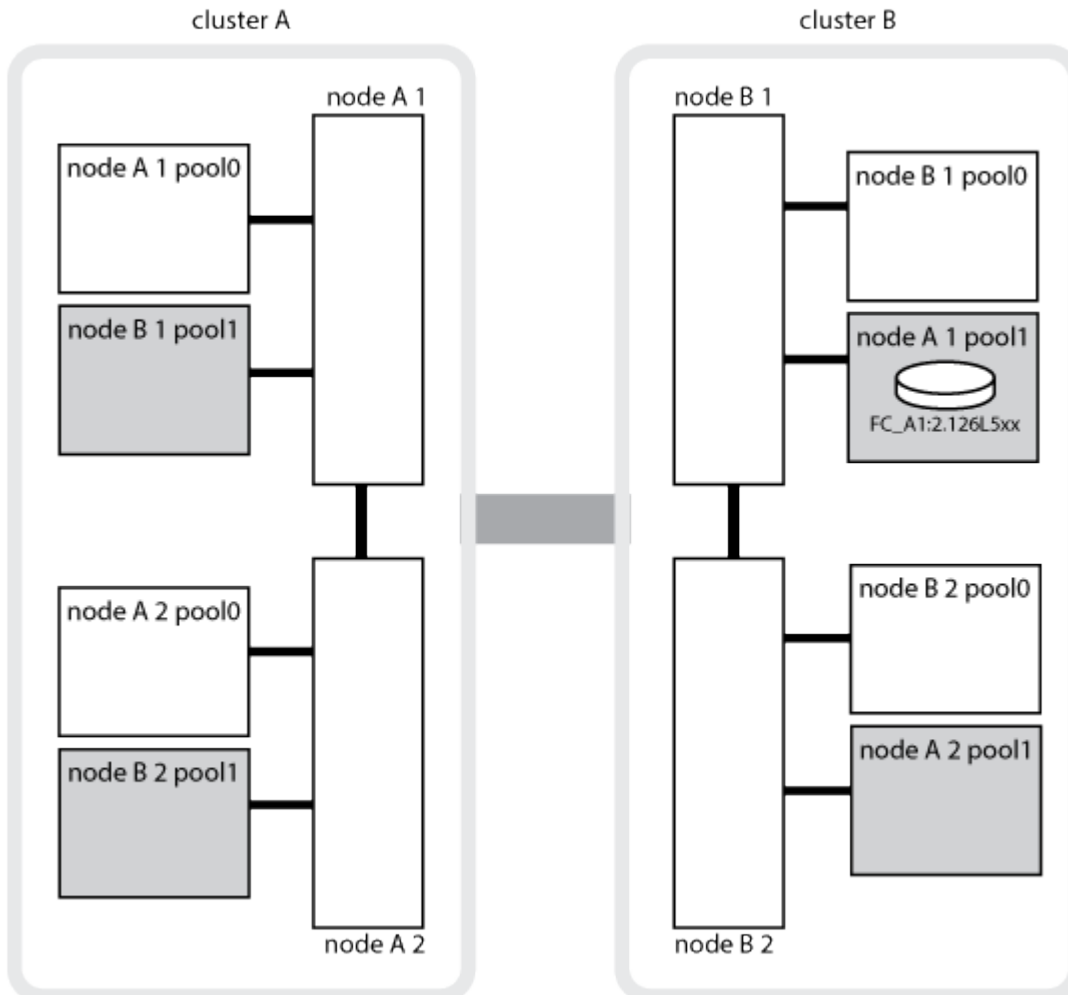 cluster A
cluster B
node A 1
node B 1
node A 1 pool0
node B 1 pool0
node B 1 pool1
node A 1 pool1
FC_A1:2.126L5xx
node A 2 pool0
node B 2 pool0
node B 2 pool1
node A 2 pool1
node A 2
node B 2